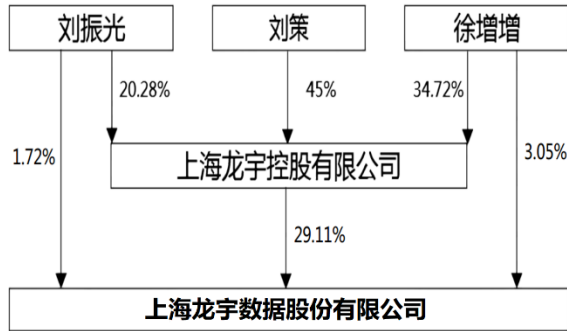 刘振光
刘策
徐增增
20.28%
45%
34.72%
1.72%
上海龙宇控股有限公司
3.05%
29.11%
上海龙宇数据股份有限公司